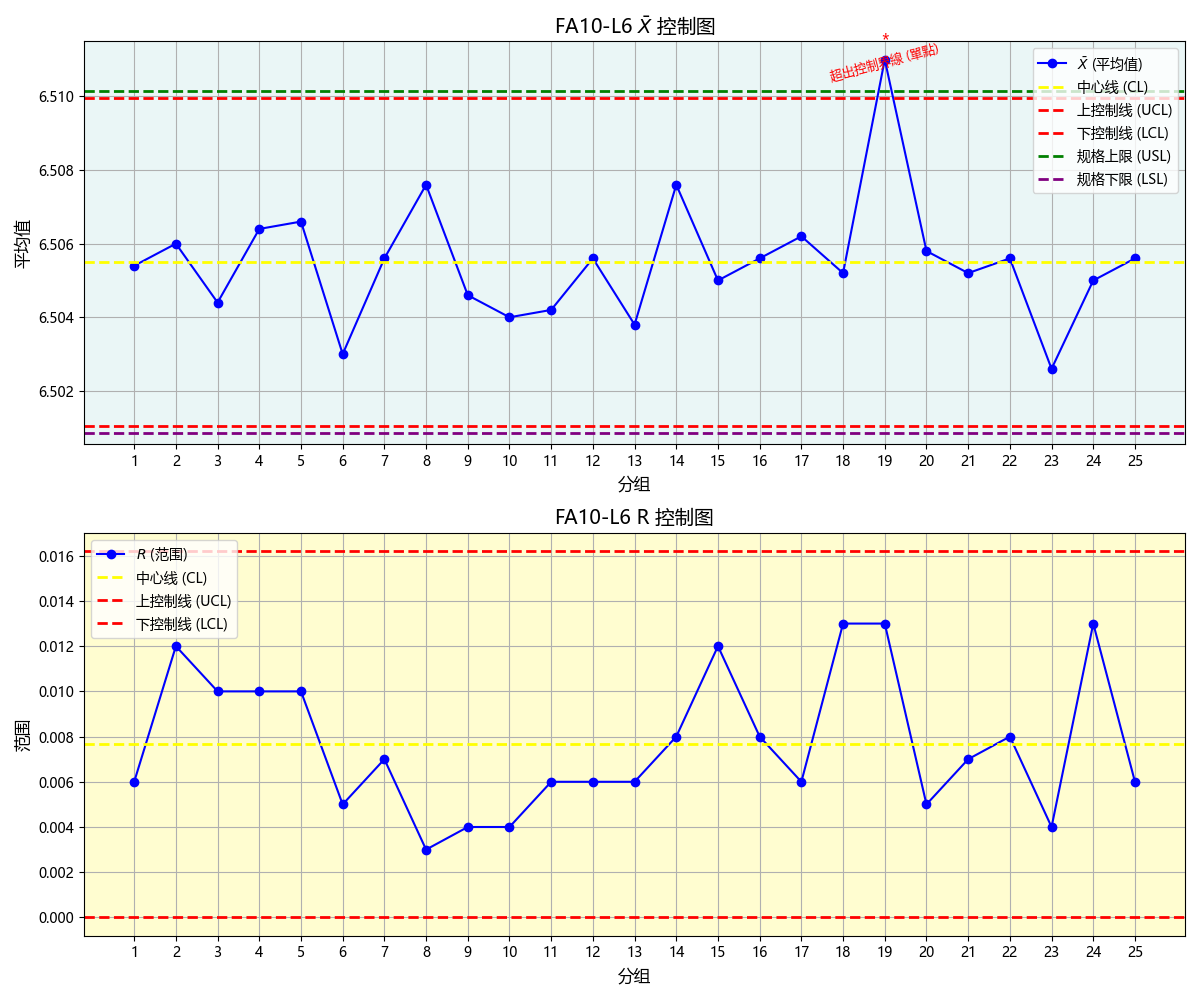 FA10-L6 X̄ 控制图
*
超出控制界線 (單點)
X̄ (平均值)
中心线 (CL)
上控制线 (UCL)
下控制线 (LCL)
规格上限 (USL)
规格下限 (LSL)
平均值
6.510
6.508
6.506
6.504
6.502
1 2 3 4 5 6 7 8 9 10 11 12 13 14 15 16 17 18 19 20 21 22 23 24 25
分组
FA10-L6 R 控制图
R (范围)
中心线 (CL)
上控制线 (UCL)
下控制线 (LCL)
范围
0.016
0.014
0.012
0.010
0.008
0.006
0.004
0.002
0.000
1 2 3 4 5 6 7 8 9 10 11 12 13 14 15 16 17 18 19 20 21 22 23 24 25
分组